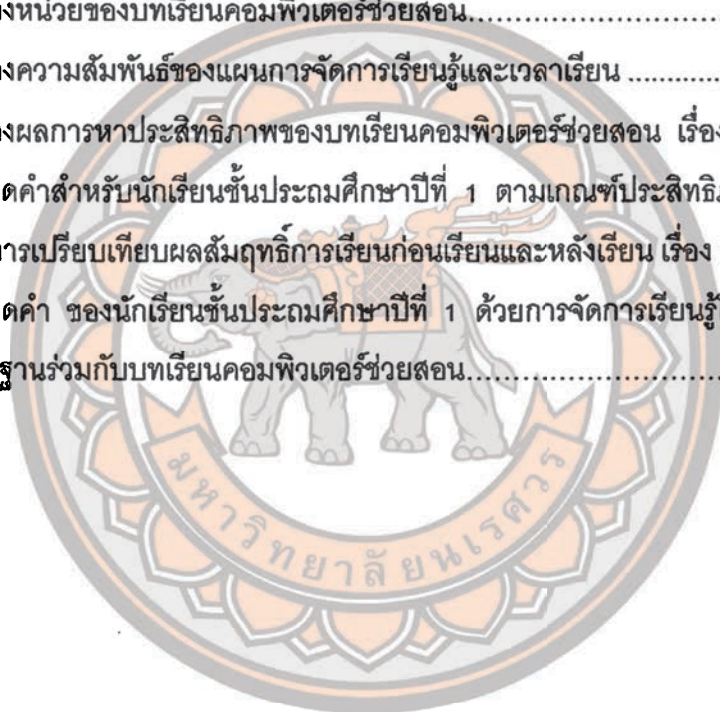 งหน่วยของบทเรียนคอมพิวเตอร์ช่วยสอน
งความสัมพันธ์ของแผนการจัดการเรียนรู้และเวลาเรียน
งผลการหาประสิทธิภาพของบทเรียนคอมพิวเตอร์ช่วยสอน เรื่อง
ดคำสำหรับนักเรียนชั้นประถมศึกษาปีที่ 1 ตามเกณฑ์ประสิทธิภ
ารเปรียบเทียบผลสัมฤทธิ์การเรียนก่อนเรียนและหลังเรียน เรื่อง
ดคำ ของนักเรียนชั้นประถมศึกษาปีที่ 1 ด้วยการจัดการเรียนรู้
ฐานร่วมกับบทเรียนคอมพิวเตอร์ช่วยสอน
มหาวิทยาลัยนเรศวร